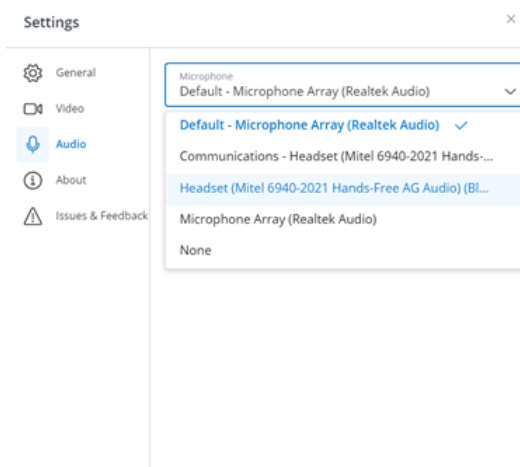 Settings
General
Video
Audio
About
Issues & Feedback
Microphone
Default - Microphone Array (Realtek Audio)
Default - Microphone Array (Realtek Audio)
Communications - Headset (Mitel 6940-2021 Hands-...
Headset (Mitel 6940-2021 Hands-Free AG Audio) (Bl...
Microphone Array (Realtek Audio)
None